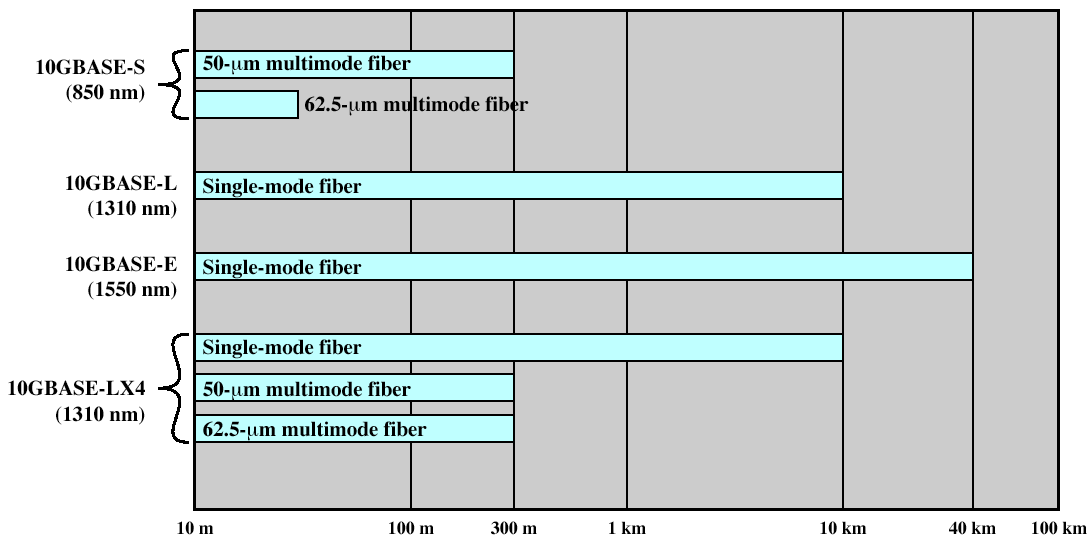 10GBASE-S
(850 nm)
50-μm multimode fiber
62.5-μm multimode fiber
10GBASE-L
(1310 nm)
Single-mode fiber
10GBASE-E
(1550 nm)
Single-mode fiber
10GBASE-LX4
(1310 nm)
Single-mode fiber
50-μm multimode fiber
62.5-μm multimode fiber
10 m 100 m 300 m 1 km 10 km 40 km 100 km